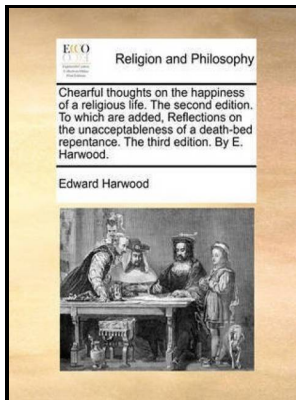 ECCO
Religion and Philosophy
Chearful thoughts on the happiness
of a religious life. The second edition.
To which are added, Reflections on
the unacceptableness of a death-bed
repentance. The third edition. By E.
Harwood.
Edward Harwood